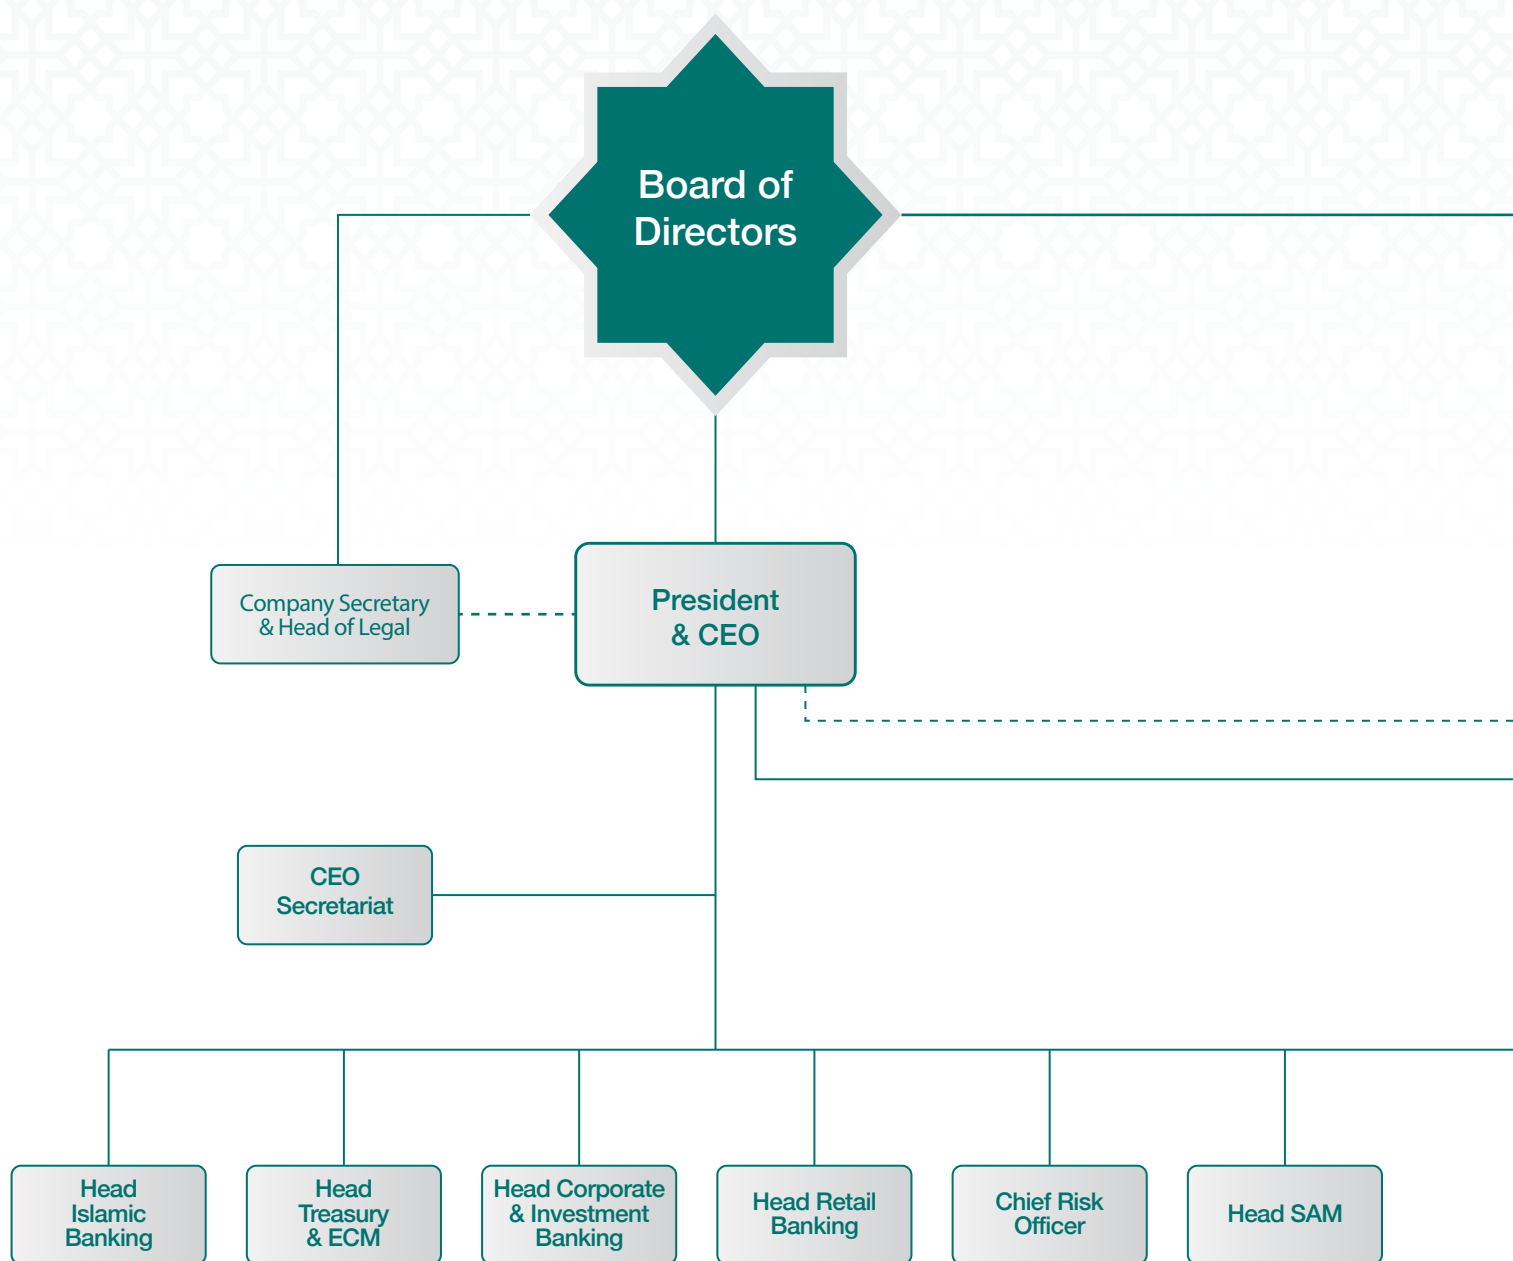 Board of
Directors
Company Secretary
& Head of Legal
President
& CEO
CEO
Secretariat
Head
Islamic
Banking
Head
Treasury
& ECM
Head Corporate
& Investment
Banking
Head Retail
Banking
Chief Risk
Officer
Head SAM